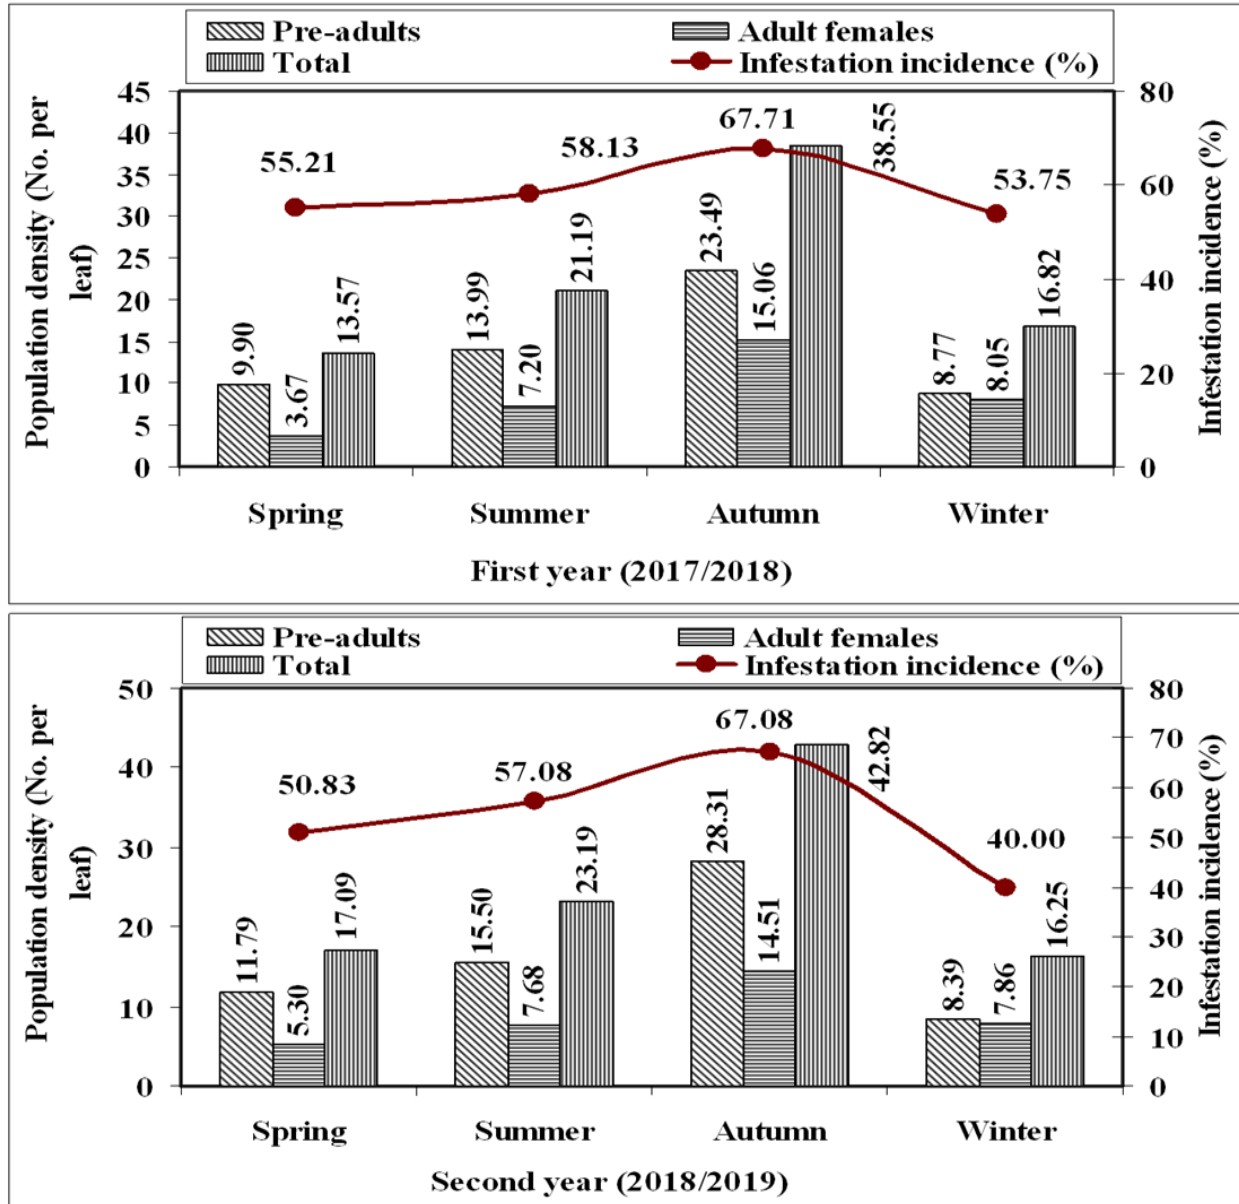 Pre-adults
Adult females
Total
Infestation incidence (%)
Population density (No. per
leaf)
45
40
35
30
25
20
15
10
5
0
55.21
58.13
67.71
53.75
9.90
3.67
13.57
13.99
7.20
21.19
23.49
15.06
38.55
8.77
8.05
16.82
80
60
40
20
0
Infestation incidence (%)
Spring
Summer
Autumn
Winter
First year (2017/2018)
Pre-adults
Adult females
Total
Infestation incidence (%)
Population density (No. per
leaf)
50
40
30
20
10
0
50.83
57.08
67.08
40.00
11.79
5.30
17.09
15.50
7.68
23.19
28.31
14.51
42.82
8.39
7.86
16.25
80
70
60
50
40
30
20
10
0
Infestation incidence (%)
Spring
Summer
Autumn
Winter
Second year (2018/2019)